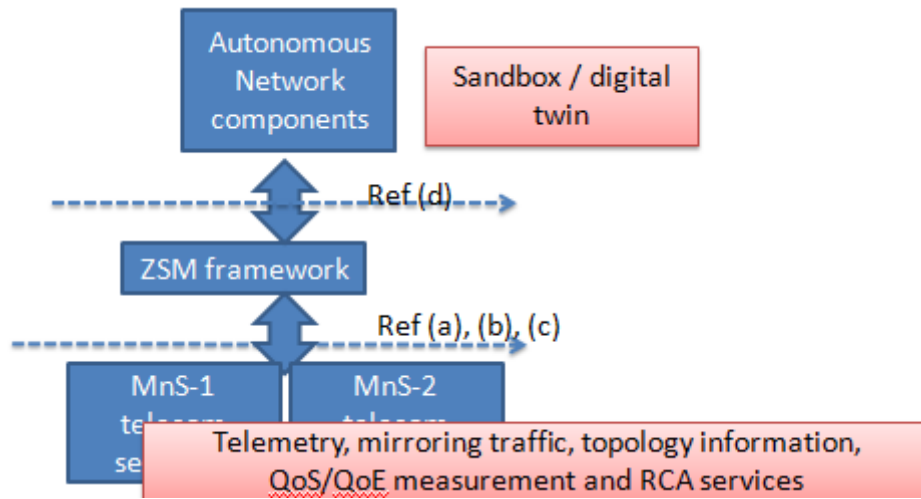 Autonomous
Network
components
Sandbox / digital
twin
Ref (d)
ZSM framework
Ref (a), (b), (c)
MnS-1
MnS-2
Telemetry, mirroring traffic, topology information,
QoS/QoE measurement and RCA services